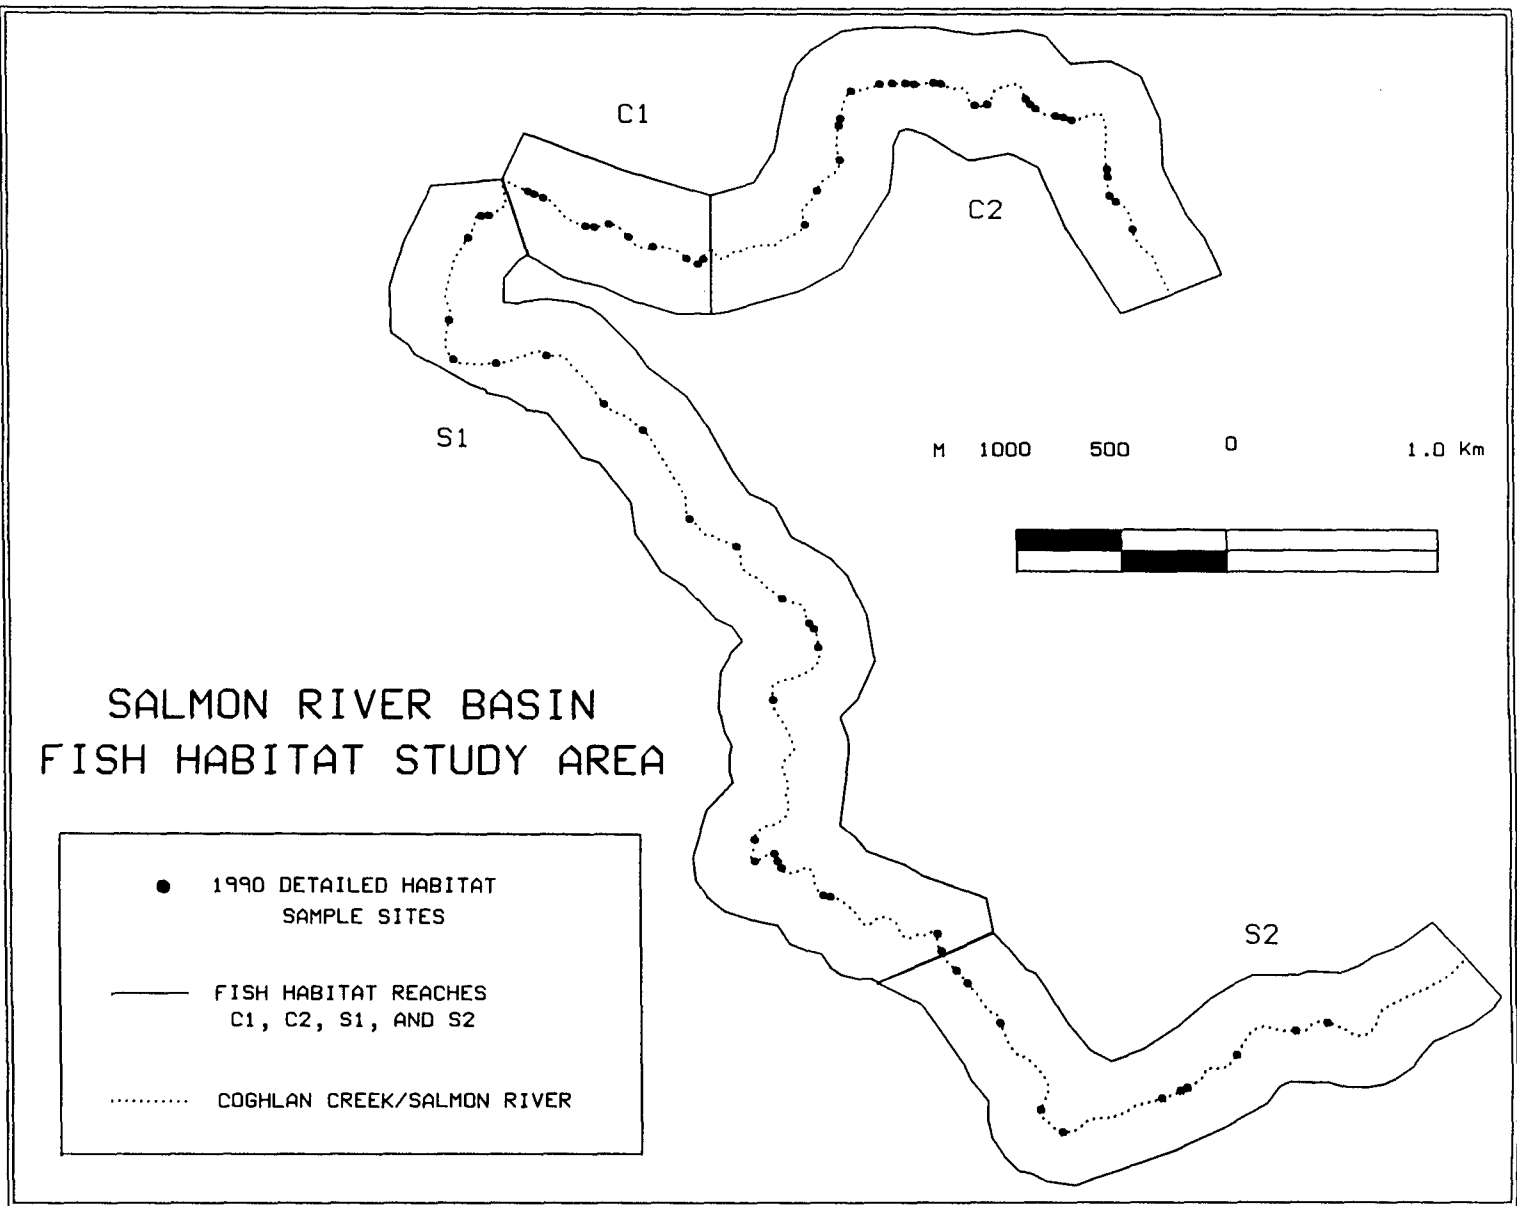 C1
C2
S1
M 1000 500 0 1.0 Km
SALMON RIVER BASIN
FISH HABITAT STUDY AREA
1990 DETAILED HABITAT
SAMPLE SITES
FISH HABITAT REACHES
C1, C2, S1, AND S2
COGHLAN CREEK/SALMON RIVER
S2